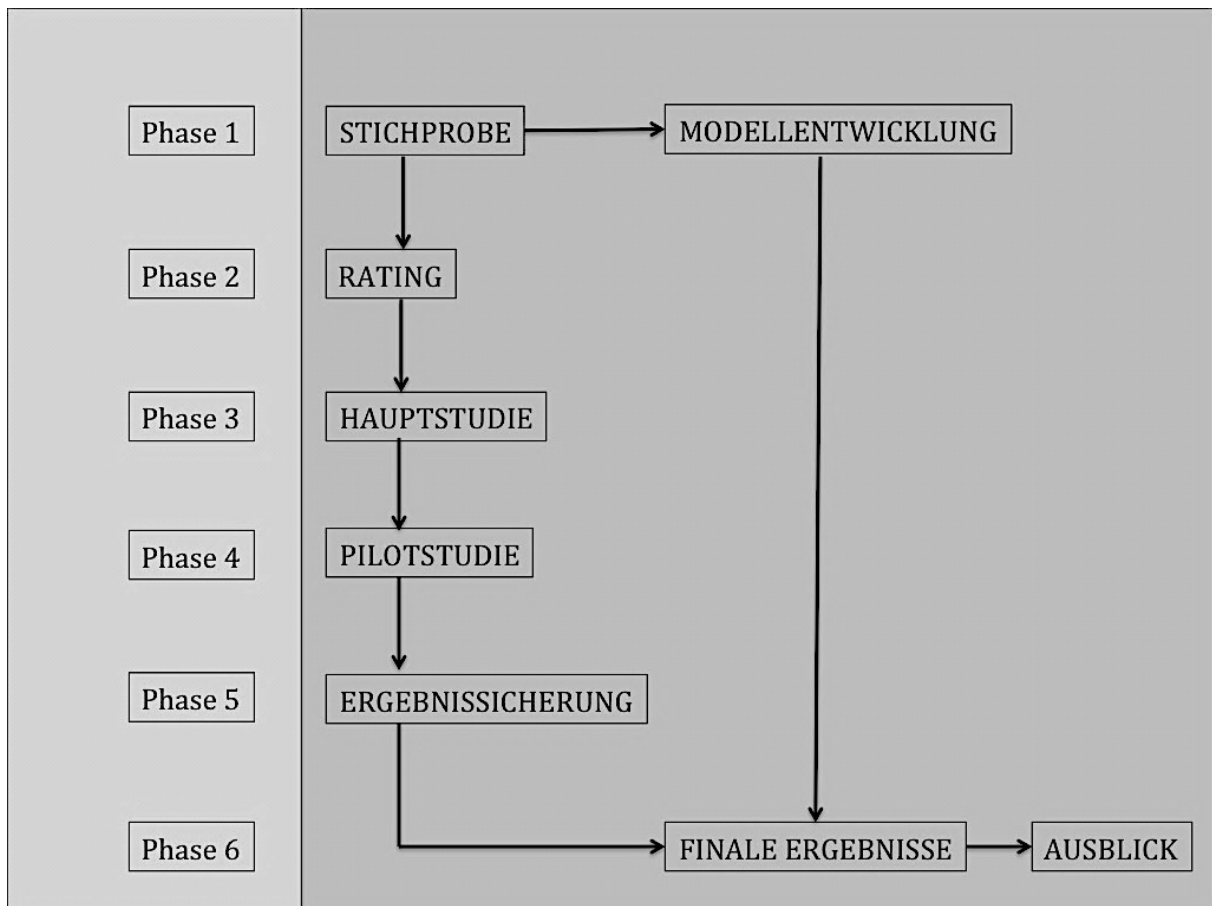 Phase 1
STICHPROBE
MODELLENTWICKLUNG
Phase 2
RATING
Phase 3
HAUPTSTUDIE
Phase 4
PILOTSTUDIE
Phase 5
ERGEBNISSICHERUNG
Phase 6
FINALE ERGEBNISSE
AUSBLICK